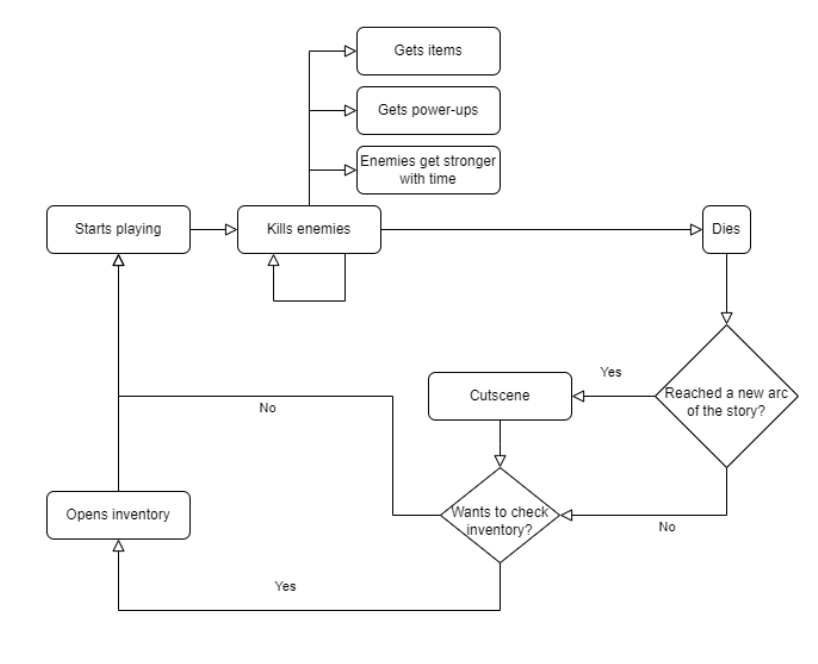 Gets items
Gets power-ups
Enemies get stronger
with time
Starts playing
Kills enemies
Dies
Yes
Cutscene
Reached a new arc
of the story?
No
Opens inventory
Wants to check
inventory?
No
Yes